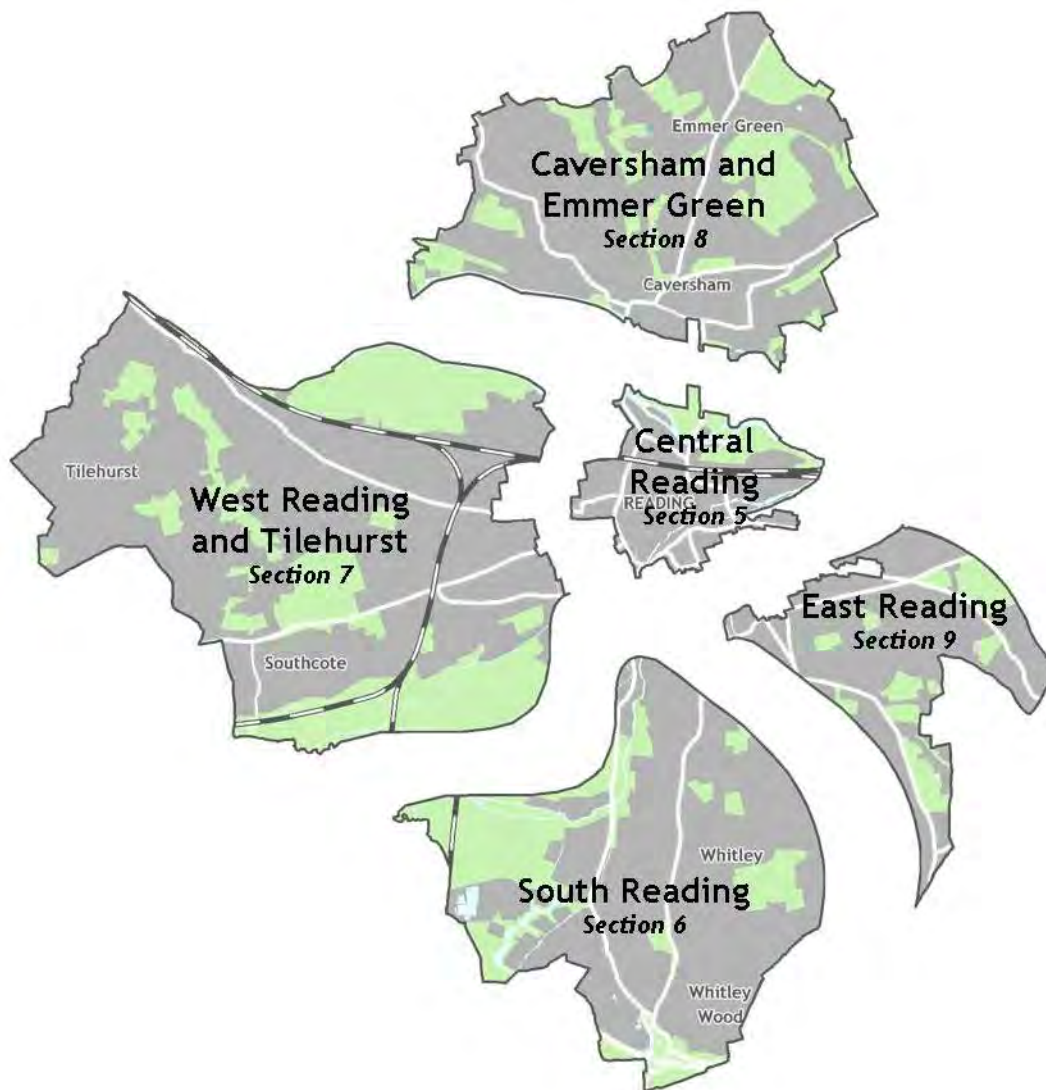 Emmer Green
Caversham and
Emmer Green
Section 8
Caversham
Central
Reading
READING
Section 5
Tilehurst
West Reading
and Tilehurst
Section 7
Southcote
East Reading
Section 9
Whitley
South Reading
Section 6
Whitley
Wood